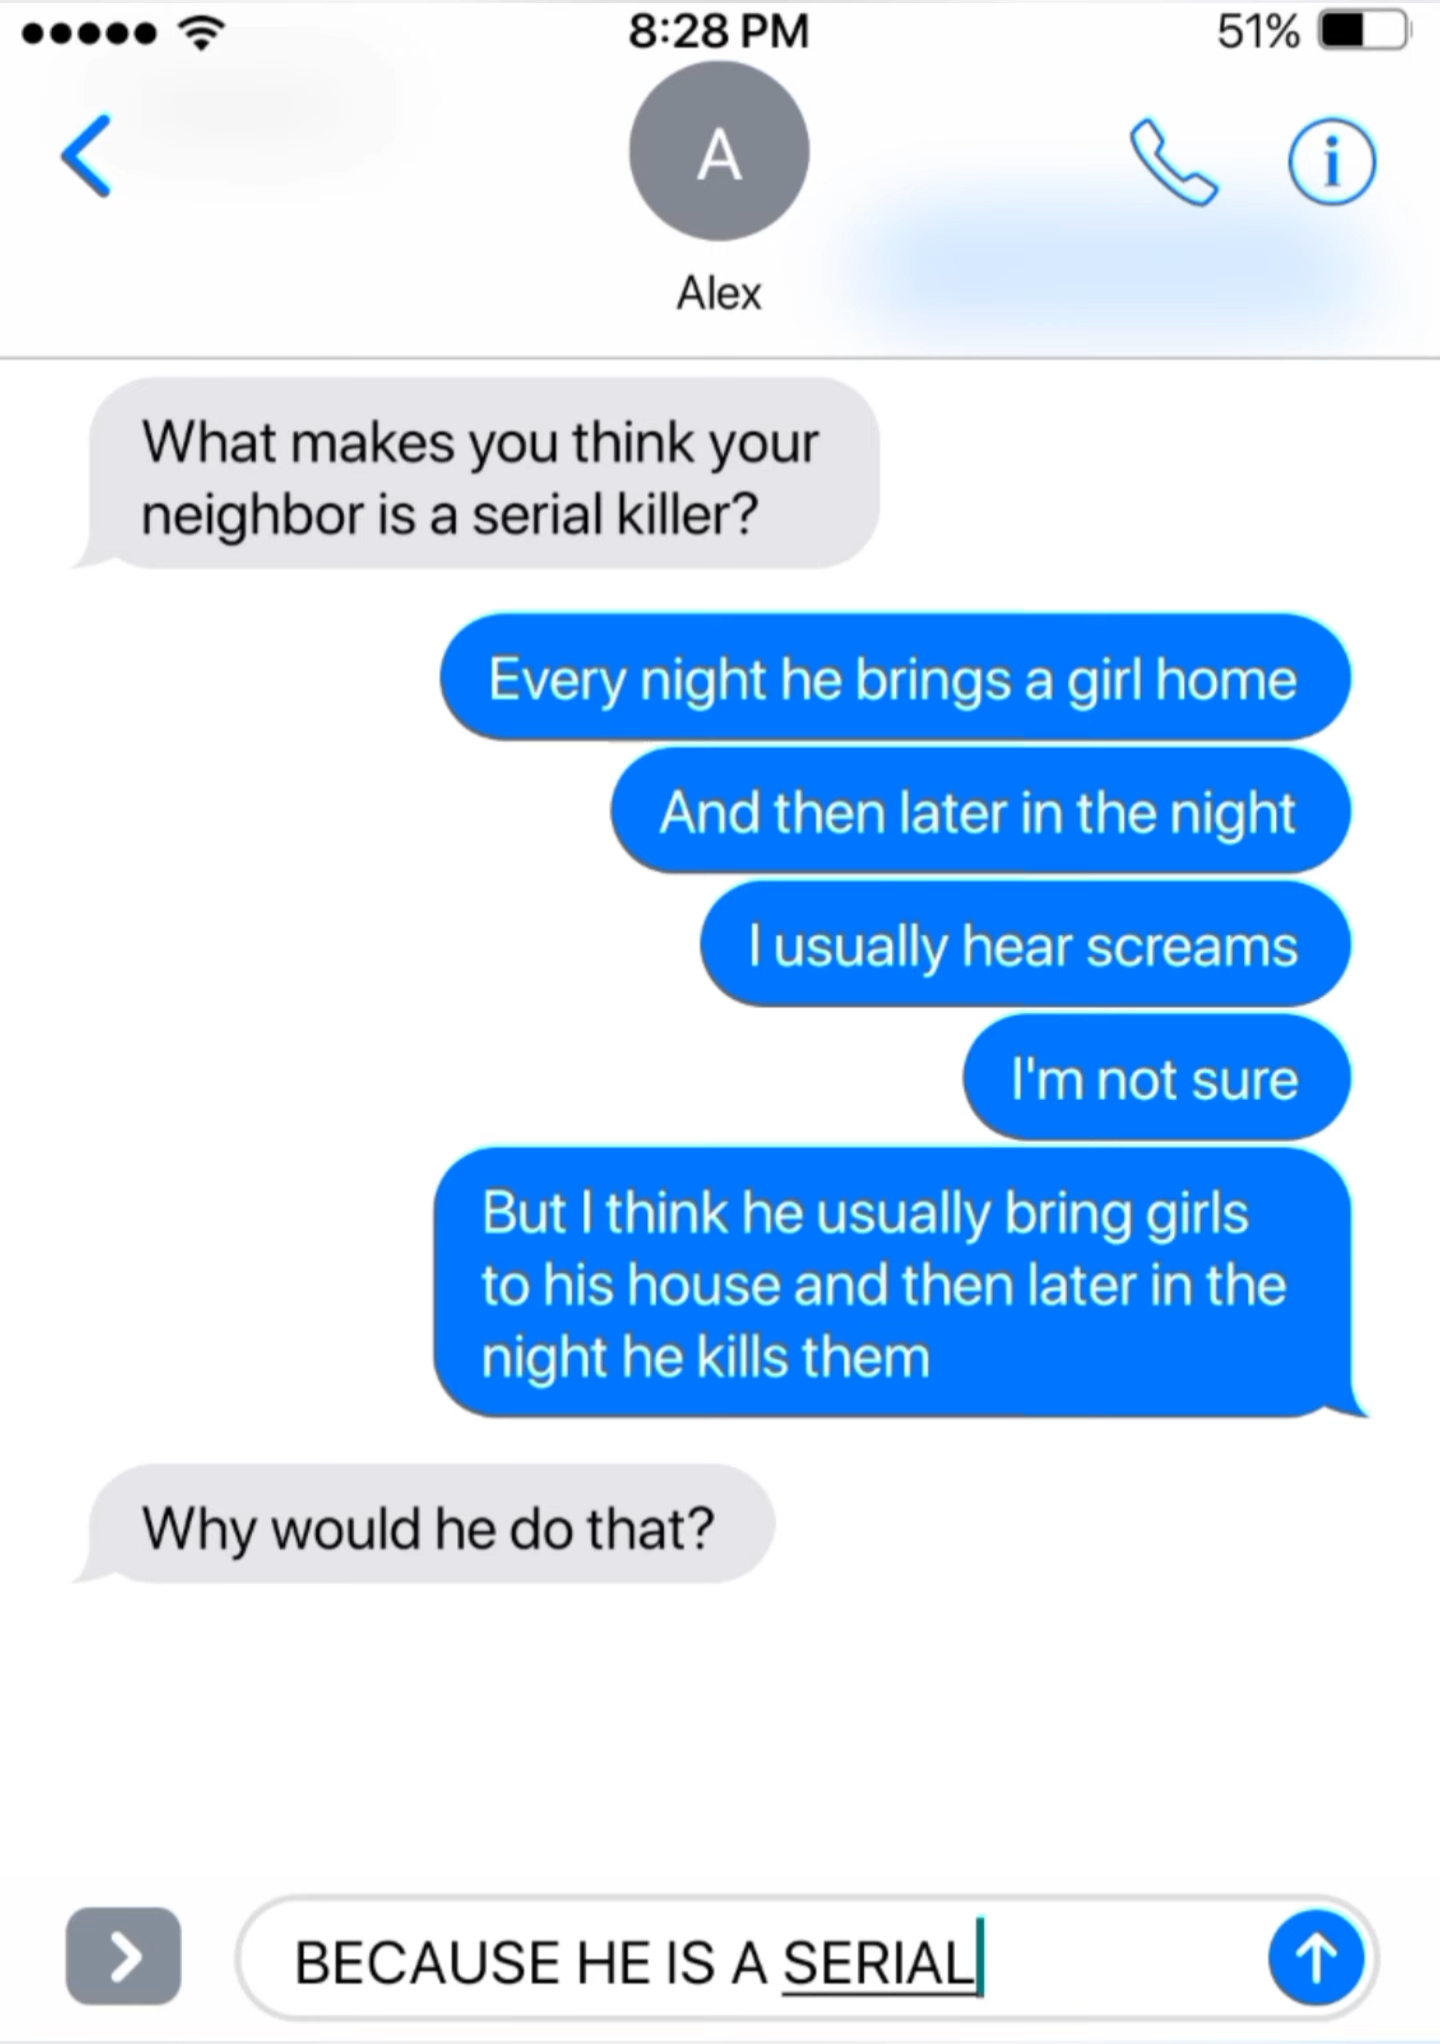 8:28 PM
51%
A
Alex
What makes you think your
neighbor is a serial killer?
Every night he brings a girl home
And then later in the night
I usually hear screams
I'm not sure
But I think he usually bring girls
to his house and then later in the
night he kills them
Why would he do that?
BECAUSE HE IS A SERIAL